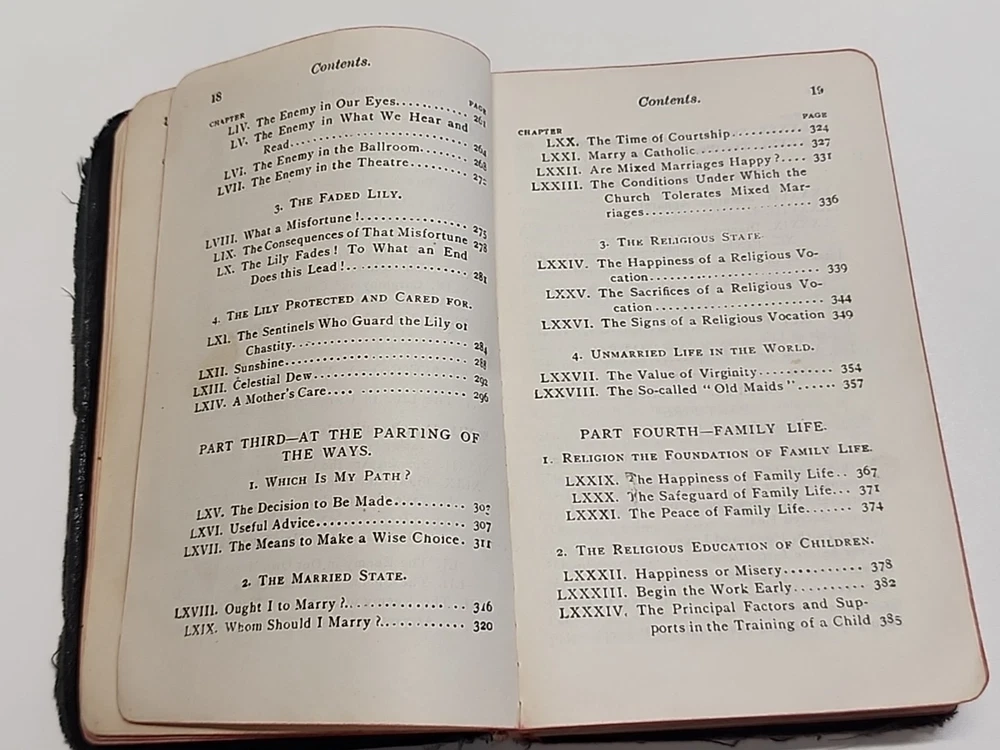 18
Contents.
CHAPTER PAGE
LIV. The Enemy in Our Eyes.......... 261
LV. The Enemy in What We Hear and
Read.................... 264
LVI. The Enemy in the Ballroom....... 268
LVII. The Enemy in the Theatre......... 272
3. THE FADED LILY.
LVIII. What a Misfortune!............... 275
LIX. The Consequences of That Misfortune 278
LX. The Lily Fades! To What an End
Does this Lead!................ 281
4. THE LILY PROTECTED AND CARED FOR.
LXI. The Sentinels Who Guard the Lily of
Chastity....................... 284
LXII. Sunshine......................... 288
LXIII. Celestial Dew.................... 292
LXIV. A Mother's Care.... ............. 296
PART THIRD—AT THE PARTING OF
THE WAYS.
1. WHICH IS MY PATH?
LXV. The Decision to Be Made.........
LXVI. Useful Advice................... 307
LXVII. The Means to Make a Wise Choice. 311
2. THE MARRIED STATE.
LXVIII. Ought I to Marry?............... 316
LXIX. Whom Should I Marry?........... 320
Contents.
19
CHAPTER PAGE
LXX. The Time of Courtship........... 324
LXXI. Marry a Catholic................. 327
LXXII. Are Mixed Marriages Happy?.... 331
LXXIII. The Conditions Under Which the
Church Tolerates Mixed Mar-
riages......................... 336
3. THE RELIGIOUS STATE
LXXIV. The Happiness of a Religious Vo-
cation......................... 339
LXXV. The Sacrifices of a Religious Vo-
cation......................... 344
LXXVI. The Signs of a Religious Vocation 349
4. UNMARRIED LIFE IN THE WORLD.
LXXVII. The Value of Virginity........... 354
LXXVIII. The So-called "Old Maids"...... 357
PART FOURTH—FAMILY LIFE.
1. RELIGION THE FOUNDATION OF FAMILY LIFE.
LXXIX. The Happiness of Family Life.. 367
LXXX. The Safeguard of Family Life... 371
LXXXI. The Peace of Family Life....... 374
2. THE RELIGIOUS EDUCATION OF CHILDREN.
LXXXII. Happiness or Misery........... 378
LXXXIII. Begin the Work Early......... 382
LXXXIV. The Principal Factors and Sup-
ports in the Training of a Child 385